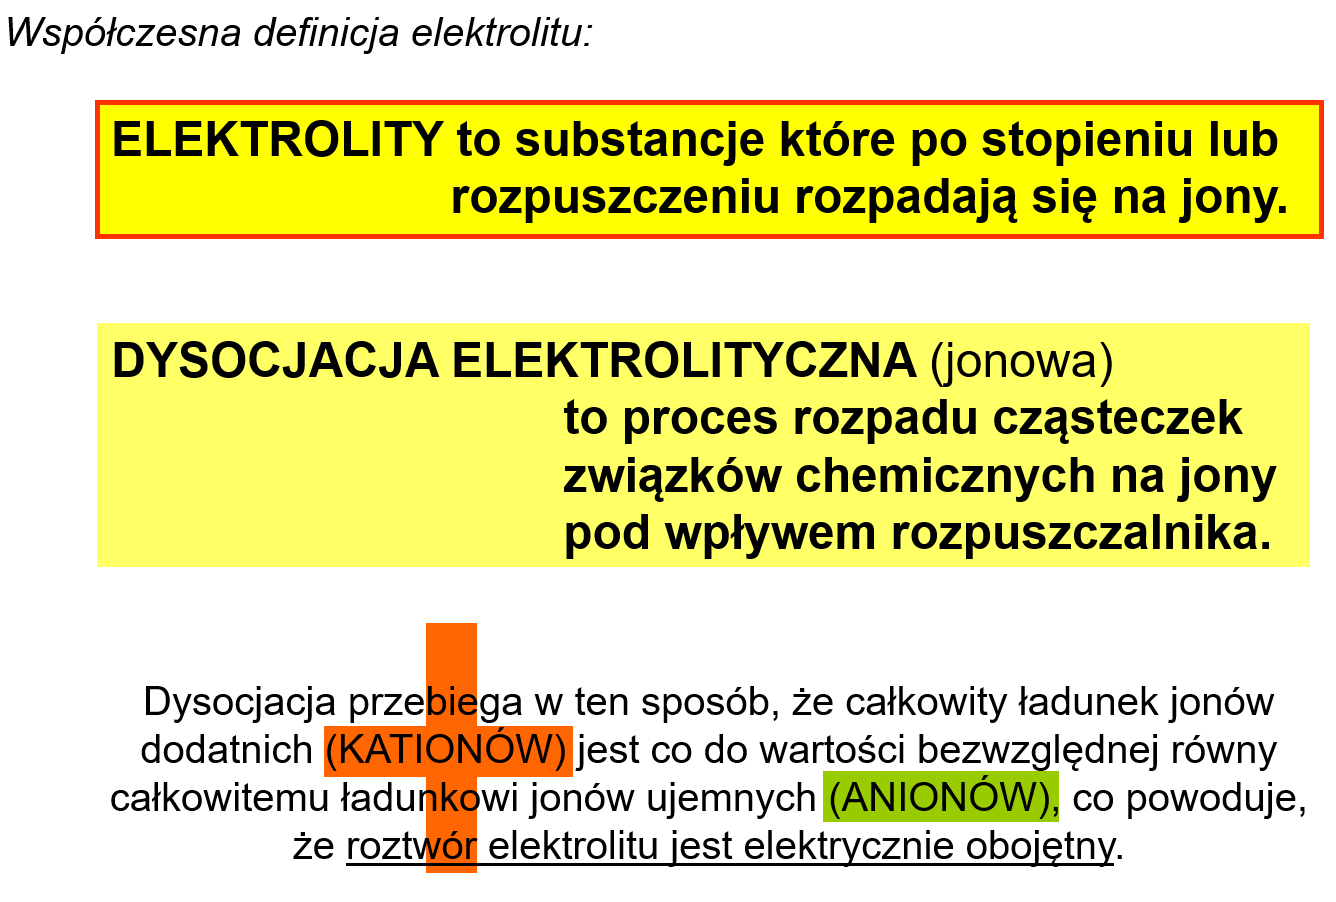 Współczesna definicja elektrolitu:
ELEKTROLITY to substancje które po stopieniu lub
rozpuszczeniu rozpadają się na jony.
DYSOCJACJA ELEKTROLITYCZNA (jonowa)
to proces rozpadu cząsteczek
związków chemicznych na jony
pod wpływem rozpuszczalnika.
Dysocjacja przebiega w ten sposób, że całkowity ładunek jonów
dodatnich (KATIONÓW) jest co do wartości bezwzględnej równy
całkowitemu ładunkowi jonów ujemnych (ANIONÓW), co powoduje,
że roztwór elektrolitu jest elektrycznie obojętny.